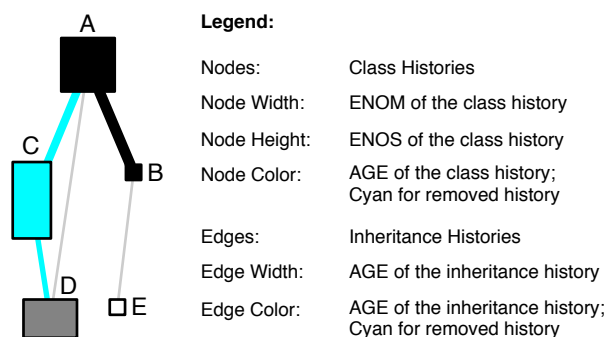 A
C
B
D
E
Legend:
Nodes: Class Histories
Node Width: ENOM of the class history
Node Height: ENOS of the class history
Node Color: AGE of the class history;
Cyan for removed history
Edges: Inheritance Histories
Edge Width: AGE of the inheritance history
Edge Color: AGE of the inheritance history;
Cyan for removed history